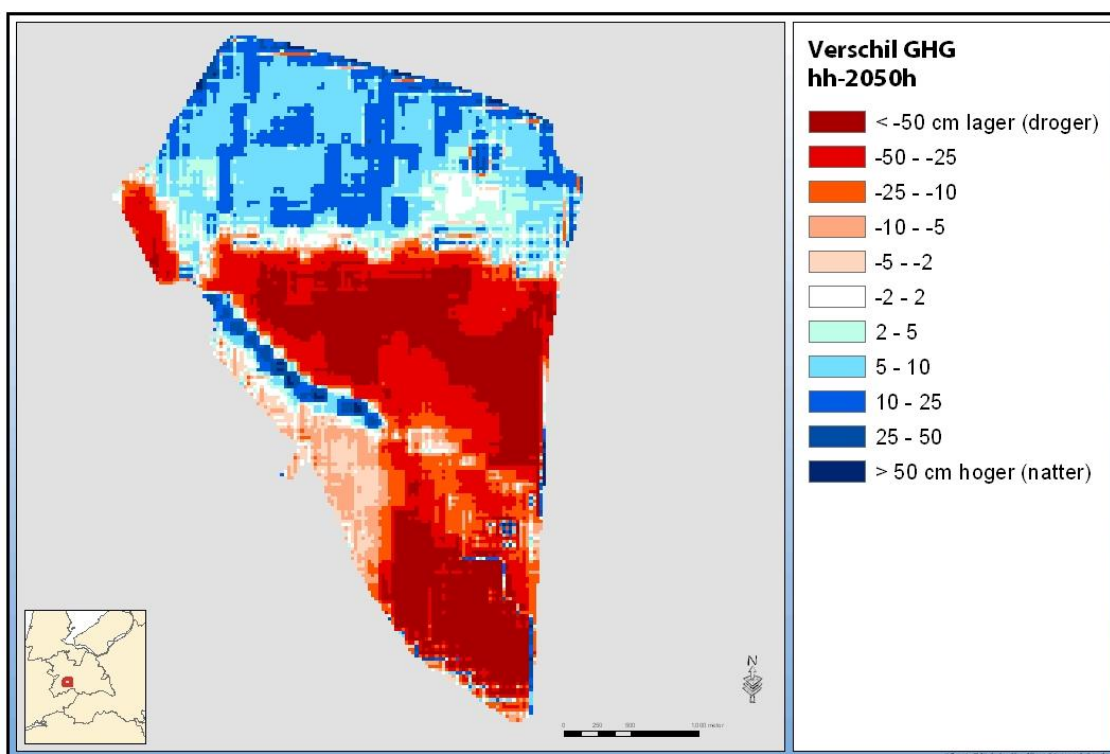 Verschil GHG
hh-2050h
< -50 cm lager (droger)
-50 - -25
-25 - -10
-10 - -5
-5 - -2
-2 - 2
2 - 5
5 - 10
10 - 25
25 - 50
> 50 cm hoger (natter)
N
0